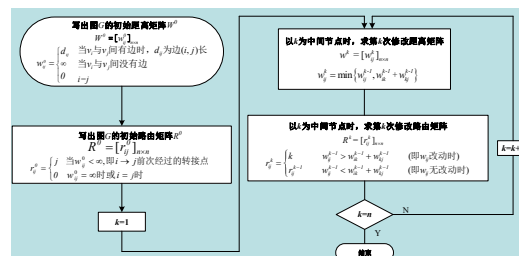 写出图G的初始距离矩阵W⁰
W⁰ = [w⁰ᵢⱼ]ₙₓₙ
w⁰ᵢⱼ = { dᵢⱼ 当vᵢ与vⱼ间有边时，dᵢⱼ为边(i, j)长
∞ 当vᵢ与vⱼ间没有边
0 i=j
写出图G的初始路由矩阵R⁰
R⁰ = [r⁰ᵢⱼ]ₙₓₙ
r⁰ᵢⱼ = { j 当w⁰ᵢⱼ < ∞,即i → j前次经过的转接点
0 w⁰ᵢⱼ = ∞时或i = j时
k=1
以k为中间节点时，求第k次修改距离矩阵
wᵏ = [wᵏᵢⱼ]ₙₓₙ
wᵏᵢⱼ = min{wᵏ⁻¹ᵢⱼ, wᵏ⁻¹ᵢₖ + wᵏ⁻¹ₖⱼ}
以k为中间节点时，求第k次修改路由矩阵
Rᵏ = [rᵏᵢⱼ]ₙₓₙ
rᵏᵢⱼ = { k wᵏ⁻¹ᵢⱼ > wᵏ⁻¹ᵢₖ + wᵏ⁻¹ₖⱼ (即wᵢⱼ改动时)
rᵏ⁻¹ᵢⱼ wᵏ⁻¹ᵢⱼ < wᵏ⁻¹ᵢₖ + wᵏ⁻¹ₖⱼ (即wᵢⱼ无改动时)
k=k+
k=n
N
Y
结束